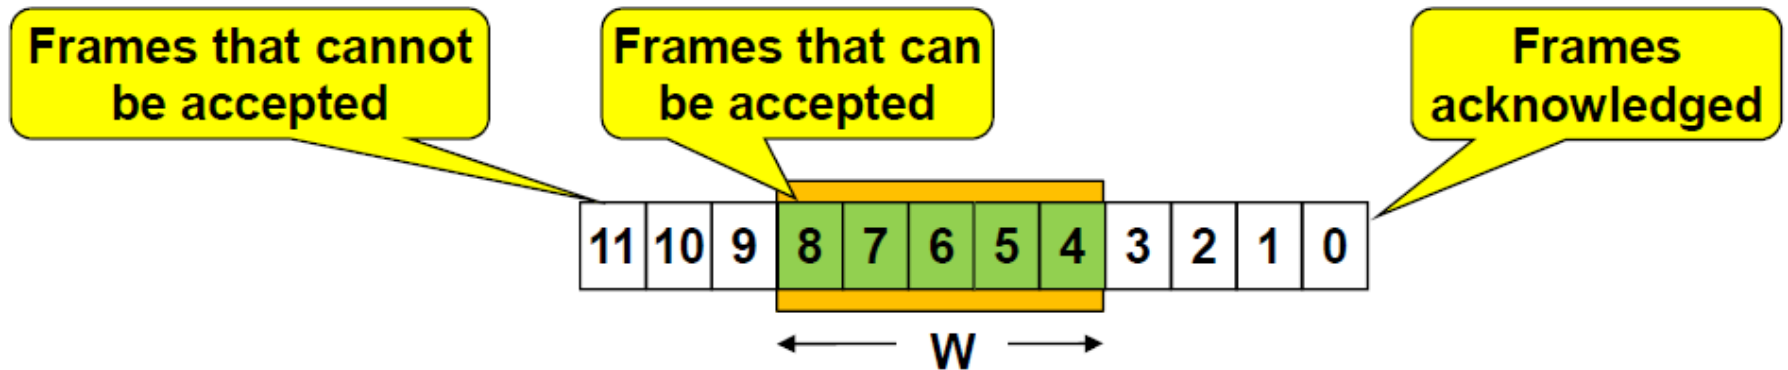 Frames that cannot
be accepted
Frames that can
be accepted
Frames
acknowledged
11 10 9 8 7 6 5 4 3 2 1 0
W